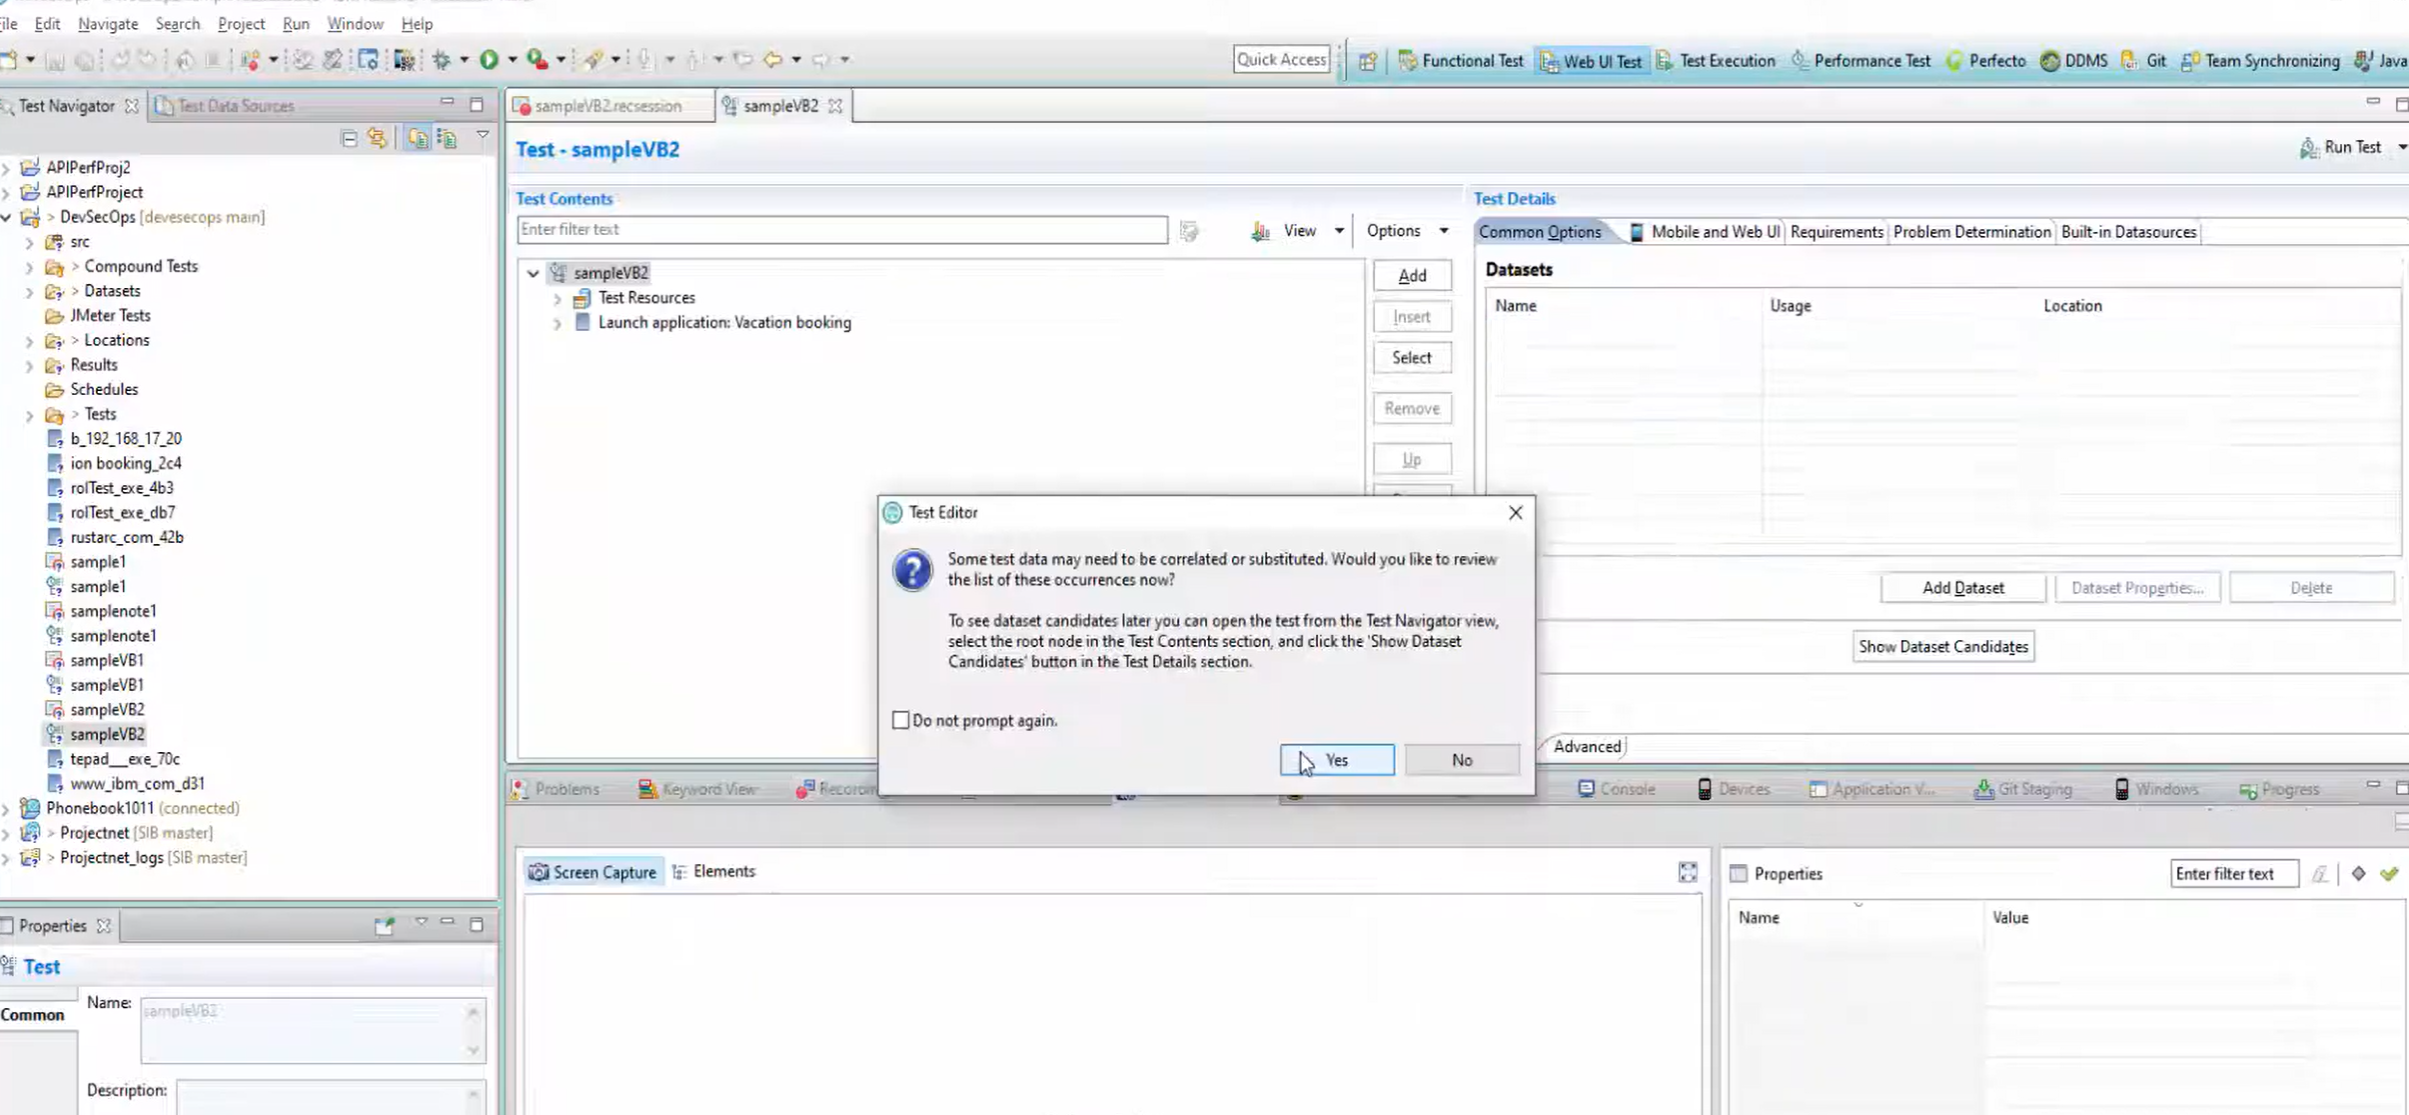 File Edit Navigate Search Project Run Window Help
Quick Access Functional Test Web UI Test Test Execution Performance Test Perfecto DDMS Git Team Synchronizing Java
Test Navigator Test Data Sources
APIPerfProj2
APIPerfProject
> DevSecOps [devesecops main]
src
> Compound Tests
> Datasets
JMeter Tests
> Locations
Results
Schedules
> Tests
b_192_168_17_20
ion booking_2c4
rolTest_exe_4b3
rolTest_exe_db7
rustarc_com_42b
sample1
sample1
samplenote1
samplenote1
sampleVB1
sampleVB1
sampleVB2
sampleVB2
tepad__exe_70c
www_ibm_com_d31
Phonebook1011 (connected)
> Projectnet [SIB master]
> Projectnet_logs [SIB master]
Properties
Test
Common
Name: sampleVB2
Description:
sampleVB2.recsession sampleVB2
Test - sampleVB2
Run Test
Test Contents
Enter filter text
View Options
sampleVB2
Test Resources
Launch application: Vacation booking
Add
Insert
Select
Remove
Up
Test Details
Common Options Mobile and Web UI Requirements Problem Determination Built-in Datasources
Datasets
Name Usage Location
Add Dataset Dataset Properties... Delete
Show Dataset Candidates
Advanced
Test Editor
Some test data may need to be correlated or substituted. Would you like to review
the list of these occurrences now?
To see dataset candidates later you can open the test from the Test Navigator view,
select the root node in the Test Contents section, and click the 'Show Dataset
Candidates' button in the Test Details section.
Do not prompt again.
Yes No
Problems Keyword View Console Devices Application V... Git Staging Windows Progress
Screen Capture Elements
Properties Enter filter text
Name Value